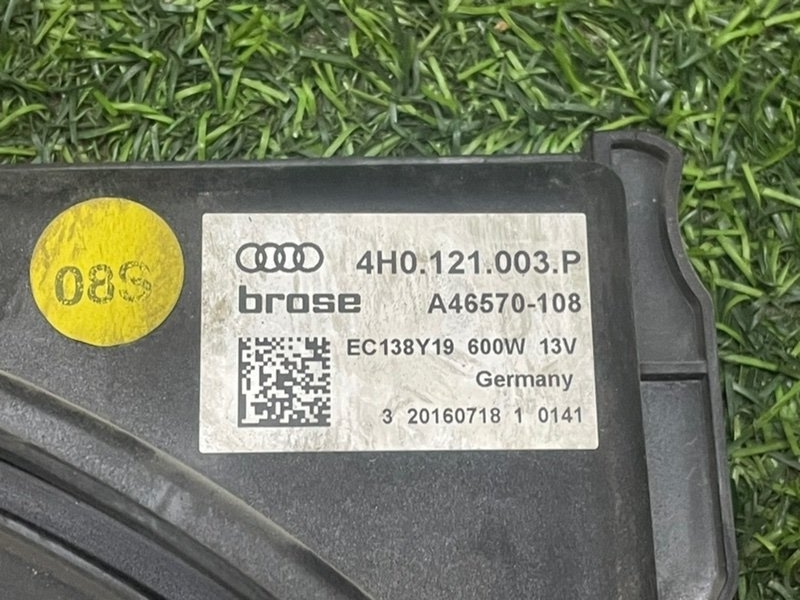 08S
4H0.121.003.P
brose A46570-108
EC138Y19 600W 13V
Germany
3 20160718 1 0141